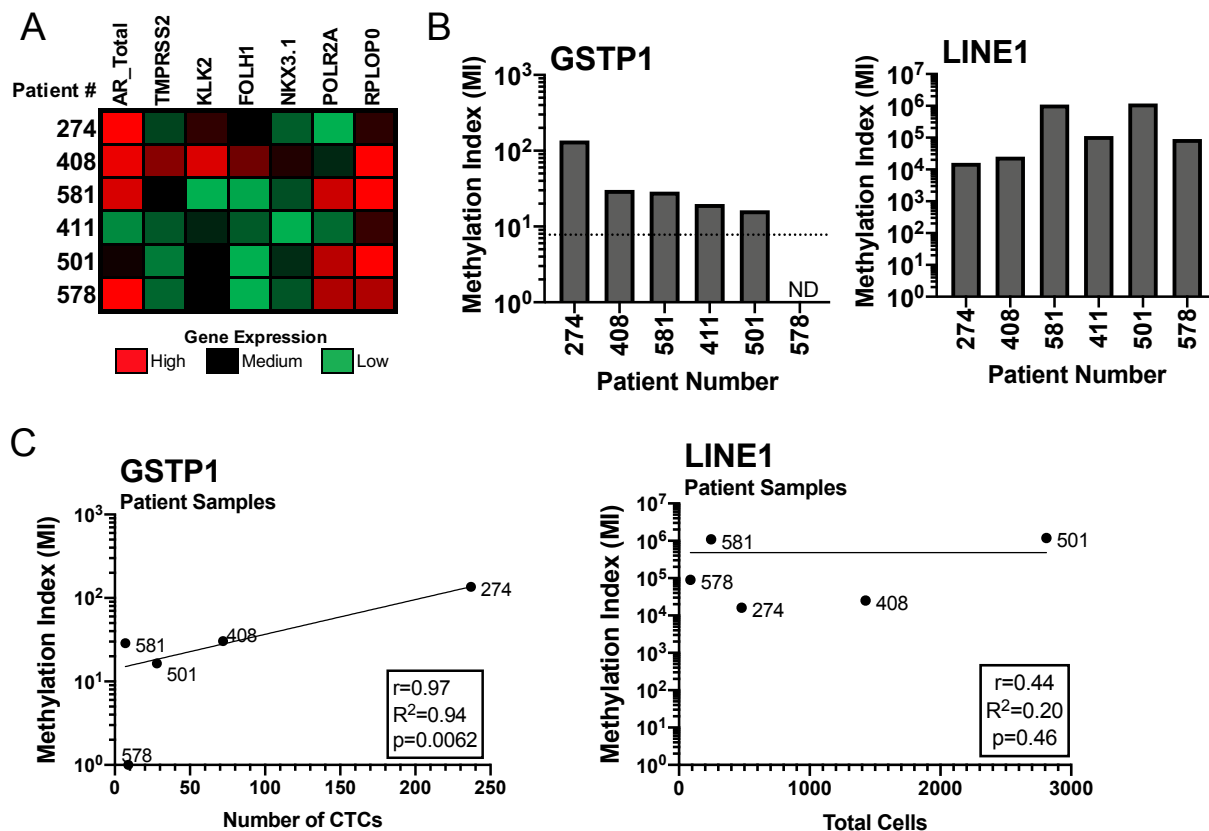 A
AR_Total
TMPRSS2
KLK2
FOLH1
NKX3.1
POLR2A
RPLOP0
Patient #
274
408
581
411
501
578
Gene Expression
High Medium Low
B
GSTP1
Methylation Index (MI)
10³
10²
10¹
10⁰
ND
274 408 581 411 501 578
Patient Number
LINE1
Methylation Index (MI)
10⁷
10⁶
10⁵
10⁴
10³
10²
10¹
10⁰
274 408 581 411 501 578
Patient Number
C
GSTP1
Patient Samples
Methylation Index (MI)
10³
10²
10¹
10⁰
274
408
581
501
578
r=0.97
R²=0.94
p=0.0062
0 50 100 150 200 250
Number of CTCs
LINE1
Patient Samples
Methylation Index (MI)
10⁷
10⁶
10⁵
10⁴
10³
10²
10¹
10⁰
581
501
578
274
408
r=0.44
R²=0.20
p=0.46
0 1000 2000 3000
Total Cells